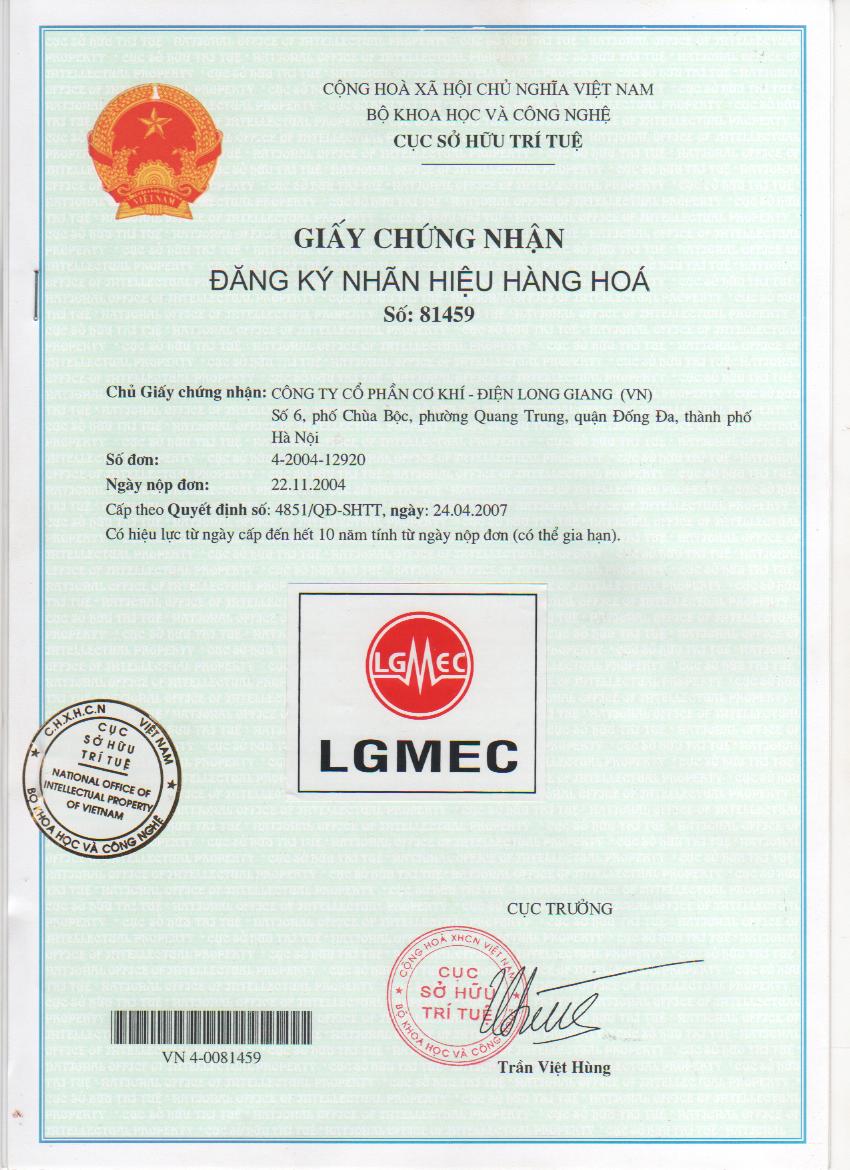 CỘNG HOÀ XÃ HỘI CHỦ NGHĨA VIỆT NAM
BỘ KHOA HỌC VÀ CÔNG NGHỆ
CỤC SỞ HỮU TRÍ TUỆ
VIỆT NAM
GIẤY CHỨNG NHẬN
ĐĂNG KÝ NHÃN HIỆU HÀNG HOÁ
Số: 81459
Chủ Giấy chứng nhận: CÔNG TY CỔ PHẦN CƠ KHÍ - ĐIỆN LONG GIANG (VN)
Số 6, phố Chùa Bộc, phường Quang Trung, quận Đống Đa, thành phố
Hà Nội
Số đơn: 4-2004-12920
Ngày nộp đơn: 22.11.2004
Cấp theo Quyết định số: 4851/QĐ-SHTT, ngày: 24.04.2007
Có hiệu lực từ ngày cấp đến hết 10 năm tính từ ngày nộp đơn (có thể gia hạn).
LGMEC
LGMEC
C.H.X.H.C.N VIỆT NAM
CỤC
SỞ HỮU
TRÍ TUỆ
NATIONAL OFFICE OF
INTELLECTUAL PROPERTY
OF VIETNAM
BỘ KHOA HỌC VÀ CÔNG NGHỆ
CỤC TRƯỞNG
CỘNG HOÀ XHCN VIỆT NAM
CỤC
SỞ HỮU
TRÍ TUỆ
BỘ KHOA HỌC VÀ CÔNG
VN 4-0081459
Trần Việt Hùng